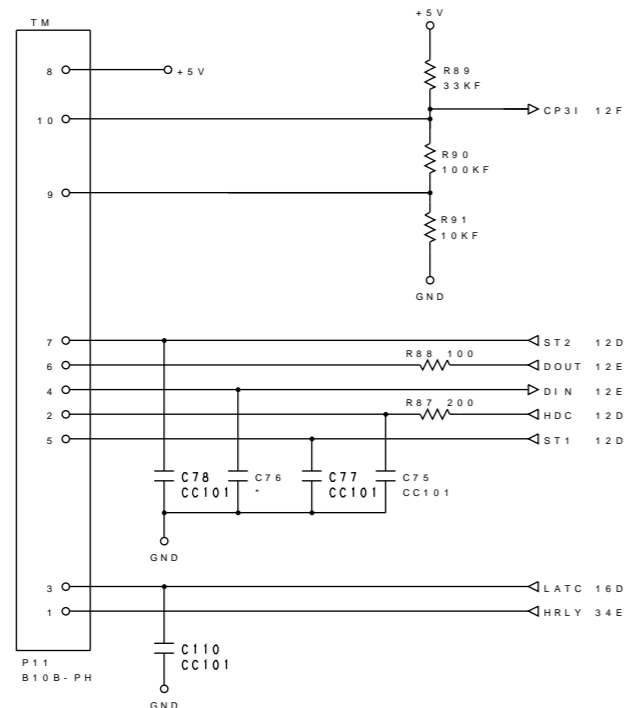 TM
+5V
8
+5V
R89
33KF
10
CP3I 12F
R90
100KF
9
R91
10KF
GND
7
ST2 12D
6
R88 100
DOUT 12E
4
DIN 12E
2
R87 200
HDC 12D
5
ST1 12D
C78
CC101
C76
*
C77
CC101
C75
CC101
GND
3
LATC 16D
1
HRLY 34E
C110
CC101
P11
B10B-PH
GND